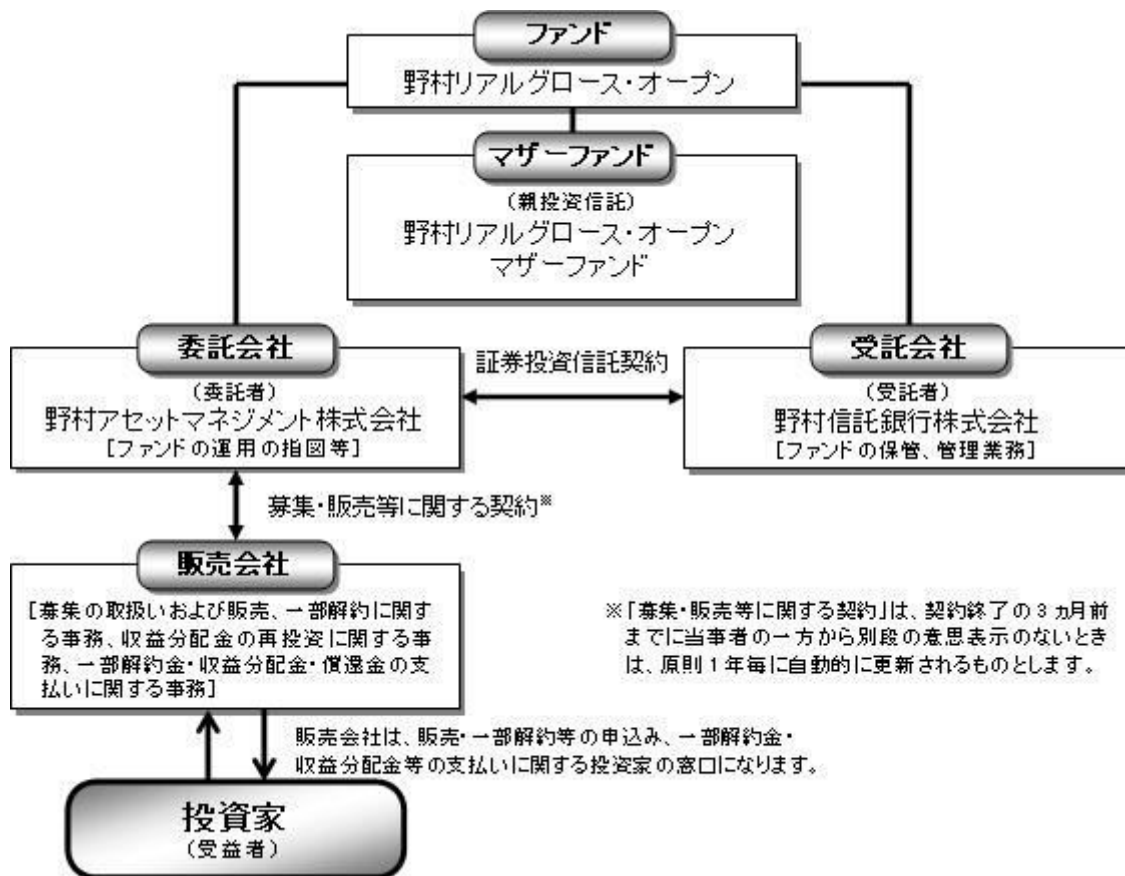 ファンド
野村リアルグロース・オープン
マザーファンド
(親投資信託)
野村リアルグロース・オープン
マザーファンド
委託会社
(委託者)
野村アセットマネジメント株式会社
[ファンドの運用の指図等]
証券投資信託契約
受託会社
(受託者)
野村信託銀行株式会社
[ファンドの保管、管理業務]
募集・販売等に関する契約※
販売会社
[募集の取扱いおよび販売、一部解約に関す
る事務、収益分配金の再投資に関する事
務、一部解約金・収益分配金・償還金の支
払いに関する事務]
※「募集・販売等に関する契約」は、契約終了の3ヵ月前
までに当事者の一方から別段の意思表示のないとき
は、原則1年毎に自動的に更新されるものとします。
販売会社は、販売・一部解約等の申込み、一部解約金・
収益分配金等の支払いに関する投資家の窓口になります。
投資家
(受益者)